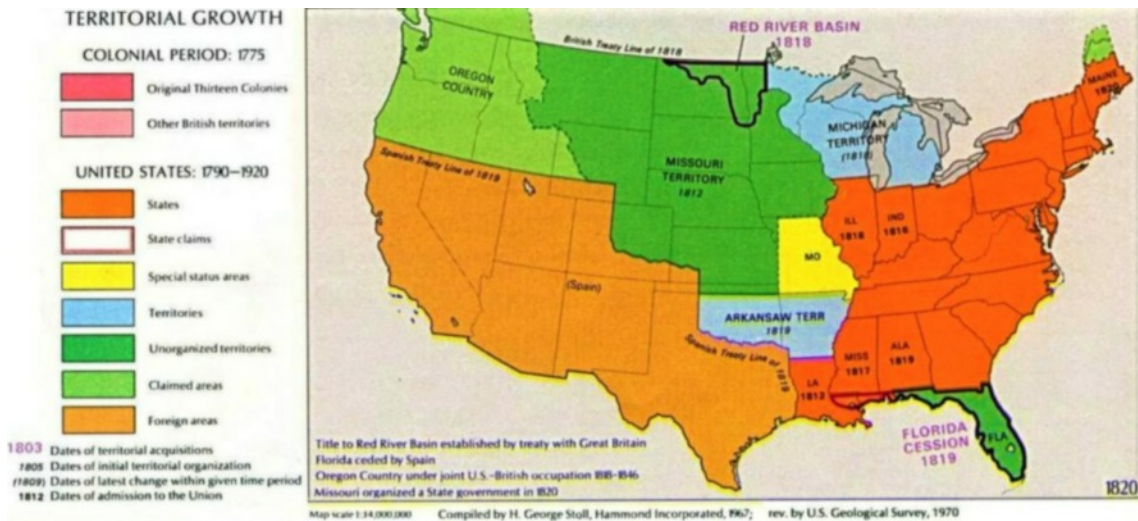 TERRITORIAL GROWTH
COLONIAL PERIOD: 1775
Original Thirteen Colonies
Other British territories
UNITED STATES: 1790–1920
States
State claims
Special status areas
Territories
Unorganized territories
Claimed areas
Foreign areas
1803 Dates of territorial acquisitions
1805 Dates of initial territorial organization
(1809) Dates of latest change within given time period
1812 Dates of admission to the Union
RED RIVER BASIN
1818
British Treaty Line of 1818
OREGON
COUNTRY
MAINE
1820
MICHIGAN
TERRITORY
(1818)
Spanish Treaty Line of 1819
MISSOURI
TERRITORY
1812
ILL
1818
IND
1816
MO
(Spain)
ARKANSAW TERR
1819
Spanish Treaty Line of 1819
MISS
1817
ALA
1819
LA
1812
FLORIDA
CESSION
1819
FLA
Title to Red River Basin established by treaty with Great Britain
Florida ceded by Spain
Oregon Country under joint U.S.-British occupation 1818-1846
Missouri organized a State government in 1820
1820
Map scale 1:34,000,000 Compiled by H. George Stoll, Hammond Incorporated, 1967; rev. by U.S. Geological Survey, 1970